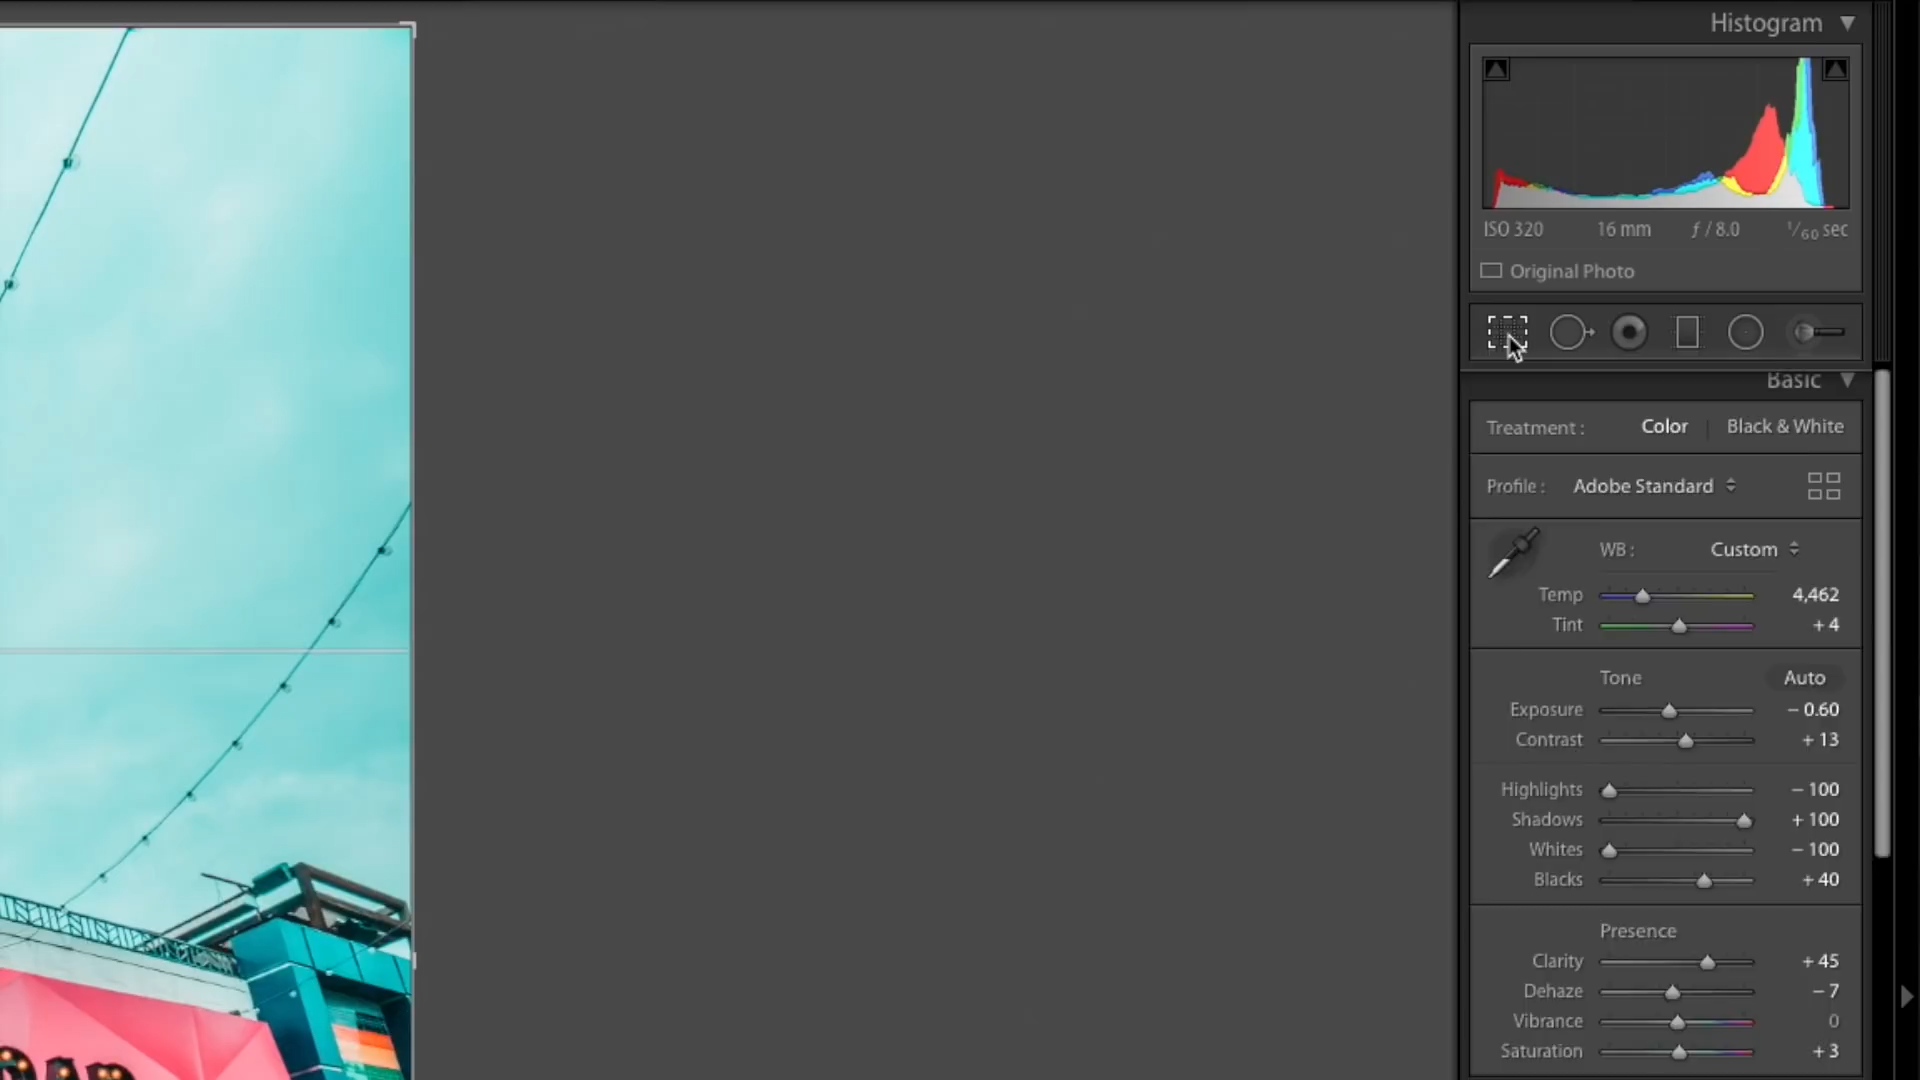 Histogram
ISO 320 16 mm ƒ / 8.0 1/60 sec
Original Photo
Basic
Treatment : Color Black & White
Profile : Adobe Standard
WB : Custom
Temp 4,462
Tint + 4
Tone Auto
Exposure − 0.60
Contrast + 13
Highlights − 100
Shadows + 100
Whites − 100
Blacks + 40
Presence
Clarity + 45
Dehaze − 7
Vibrance 0
Saturation + 3